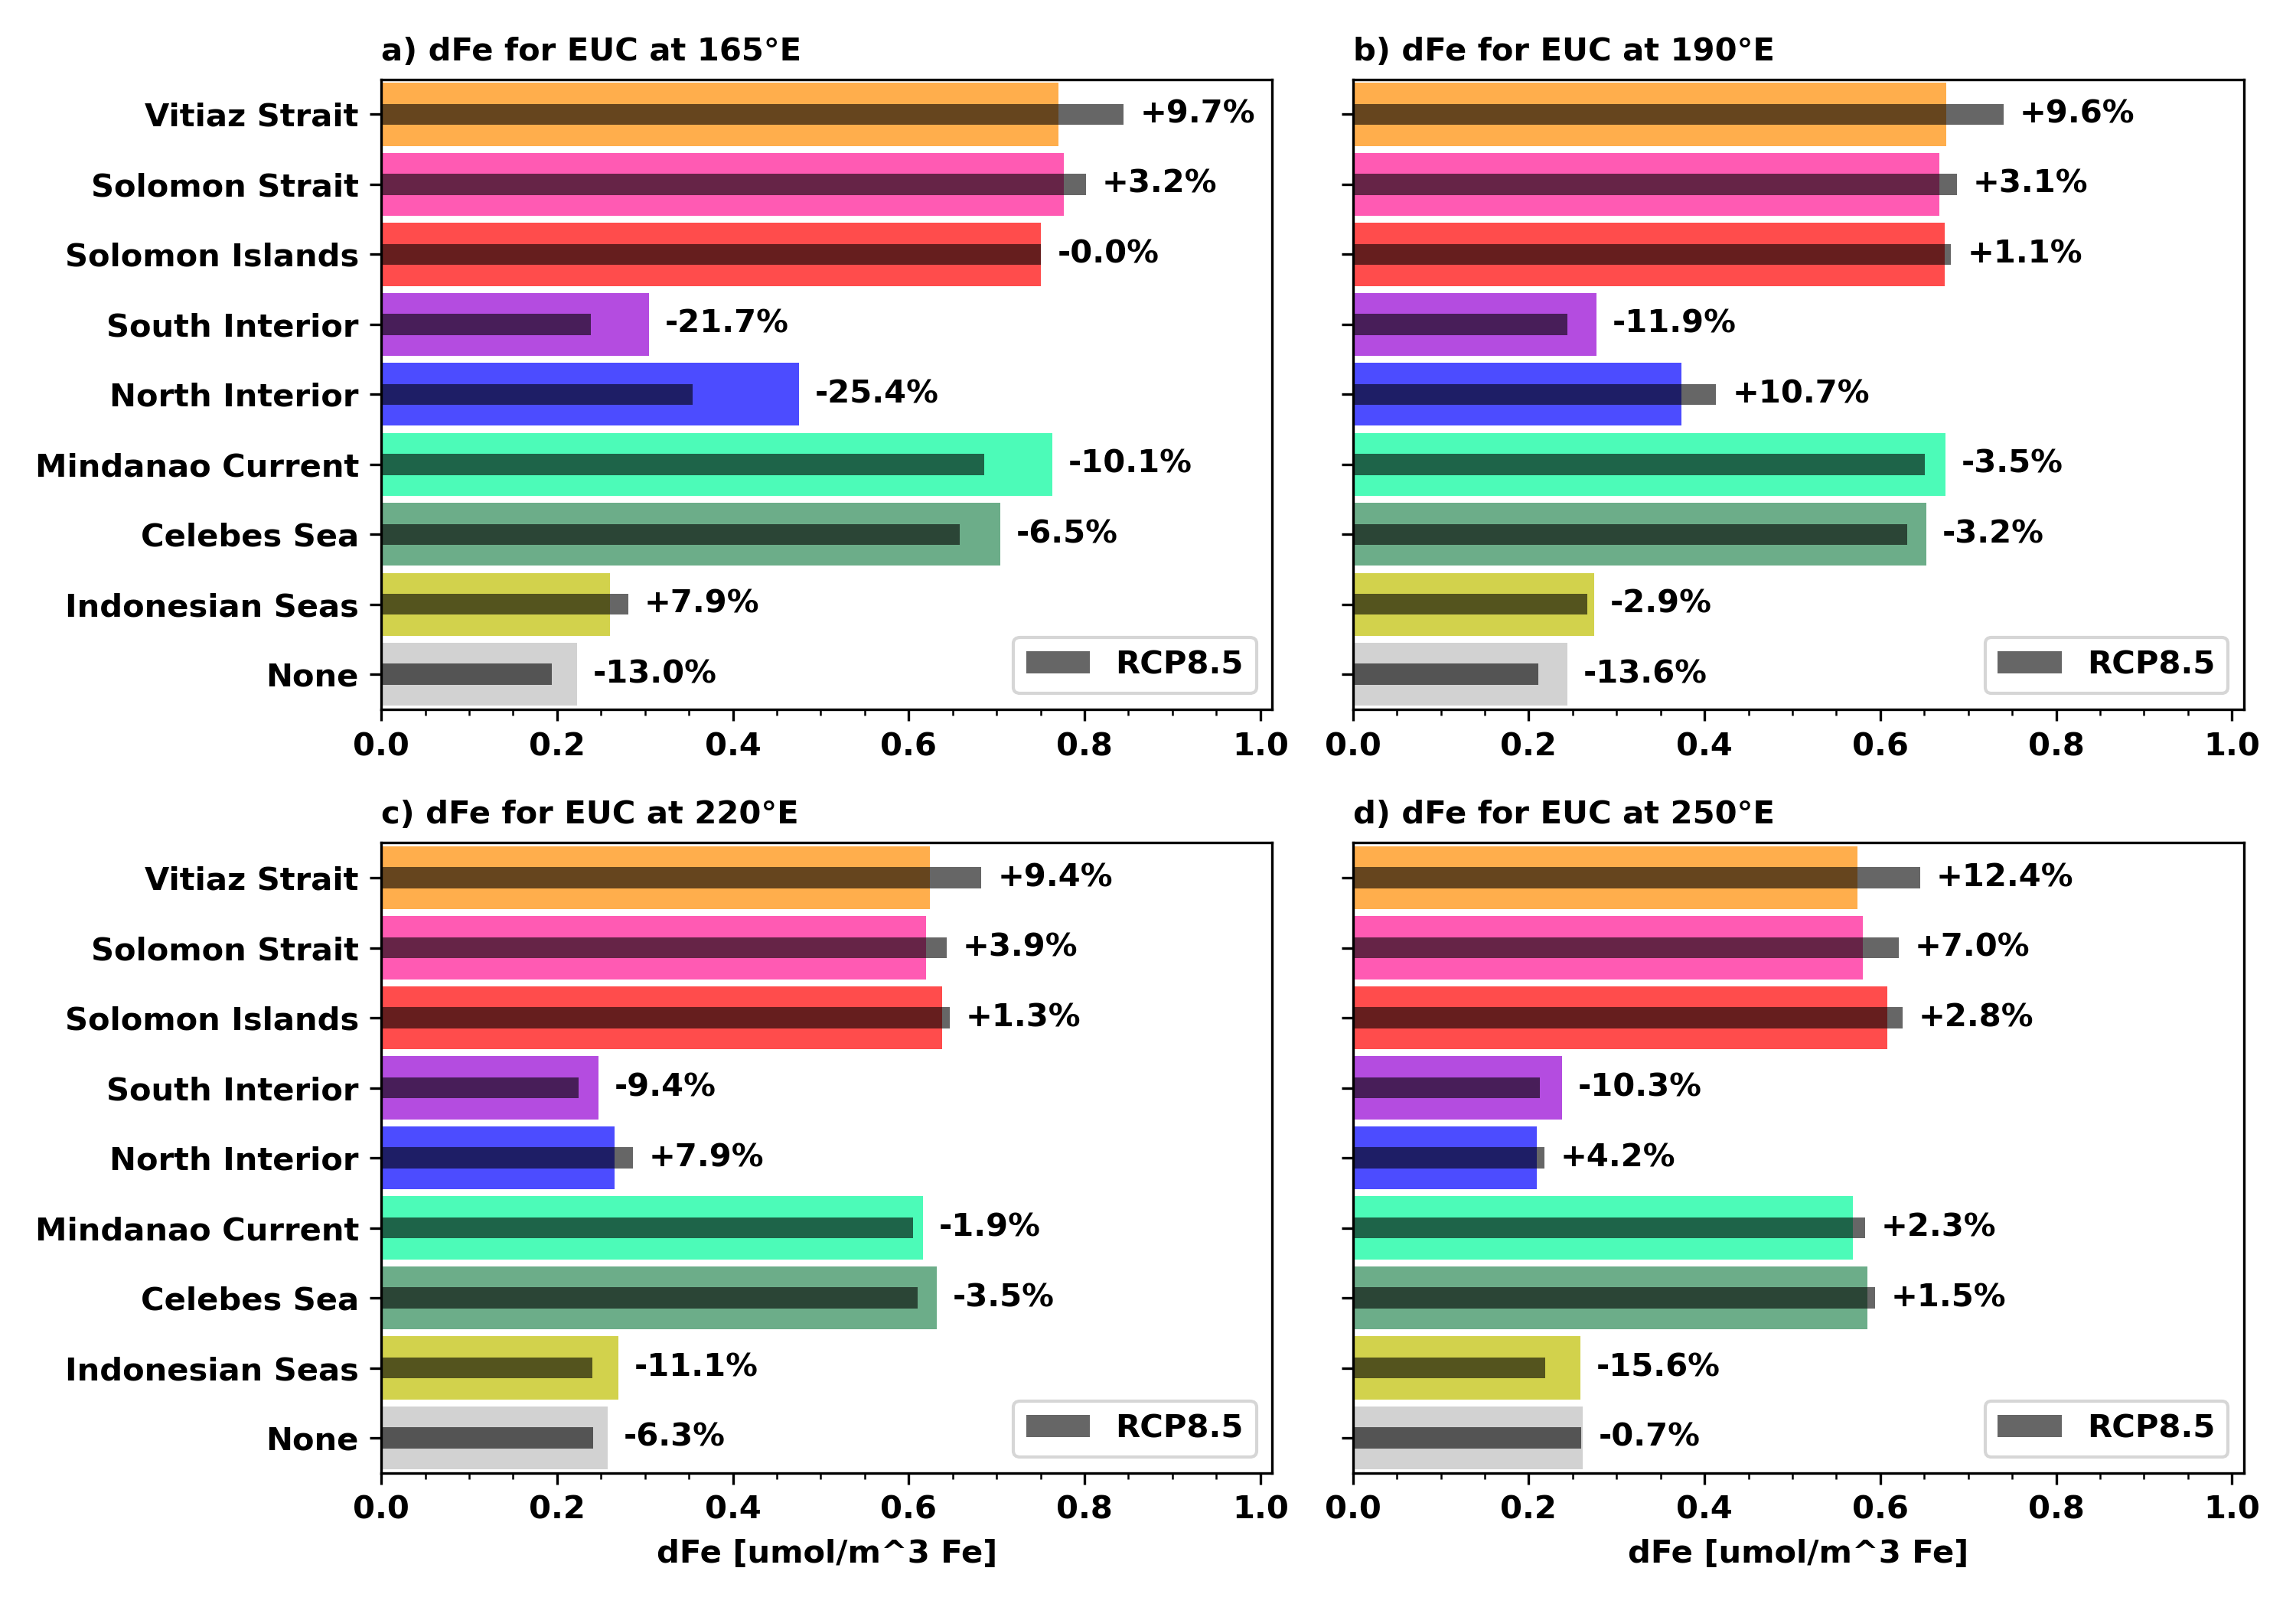 a) dFe for EUC at 165°E
Vitiaz Strait
+9.7%
Solomon Strait
+3.2%
Solomon Islands
-0.0%
South Interior
-21.7%
North Interior
-25.4%
Mindanao Current
-10.1%
Celebes Sea
-6.5%
Indonesian Seas
+7.9%
None
-13.0%
RCP8.5
0.0 0.2 0.4 0.6 0.8 1.0
b) dFe for EUC at 190°E
+9.6%
+3.1%
+1.1%
-11.9%
+10.7%
-3.5%
-3.2%
-2.9%
-13.6%
RCP8.5
0.0 0.2 0.4 0.6 0.8 1.0
c) dFe for EUC at 220°E
Vitiaz Strait
+9.4%
Solomon Strait
+3.9%
Solomon Islands
+1.3%
South Interior
-9.4%
North Interior
+7.9%
Mindanao Current
-1.9%
Celebes Sea
-3.5%
Indonesian Seas
-11.1%
None
-6.3%
RCP8.5
0.0 0.2 0.4 0.6 0.8 1.0
dFe [umol/m^3 Fe]
d) dFe for EUC at 250°E
+12.4%
+7.0%
+2.8%
-10.3%
+4.2%
+2.3%
+1.5%
-15.6%
-0.7%
RCP8.5
0.0 0.2 0.4 0.6 0.8 1.0
dFe [umol/m^3 Fe]